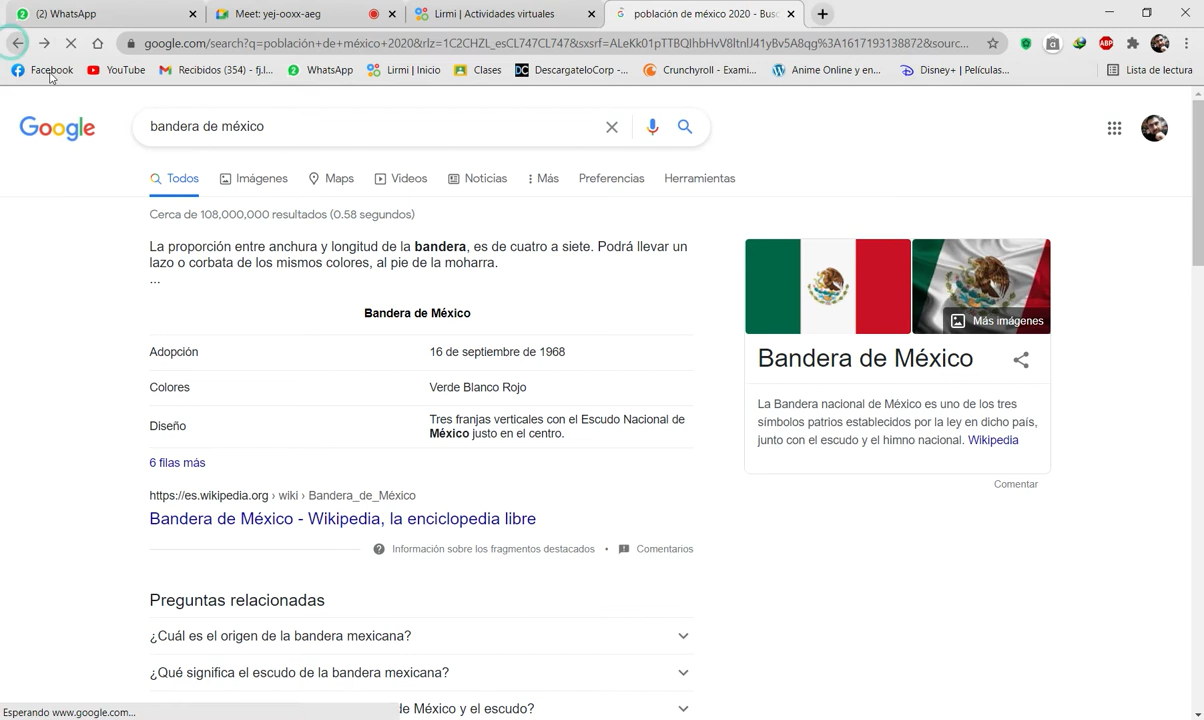 (2) WhatsApp
Meet: yej-ooxx-aeg
Lirmi | Actividades virtuales
población de méxico 2020 - Busc
google.com/search?q=población+de+méxico+2020&rlz=1C2CHZL_esCL747CL747&sxsrf=ALeKk01pTTBQIhbHvV8ltnlJ41yBv5A8qg%3A1617193138872&sourc...
Facebook
YouTube
Recibidos (354) - fj.l...
WhatsApp
Lirmi | Inicio
Clases
DescargateloCorp -...
Crunchyroll - Exami...
Anime Online y en...
Disney+ | Películas...
Lista de lectura
Google
bandera de méxico
Todos
Imágenes
Maps
Videos
Noticias
Más
Preferencias
Herramientas
Cerca de 108,000,000 resultados (0.58 segundos)
La proporción entre anchura y longitud de la bandera, es de cuatro a siete. Podrá llevar un
lazo o corbata de los mismos colores, al pie de la moharra.
...
Bandera de México
Adopción 16 de septiembre de 1968
Colores Verde Blanco Rojo
Diseño Tres franjas verticales con el Escudo Nacional de
México justo en el centro.
6 filas más
https://es.wikipedia.org › wiki › Bandera_de_México
Bandera de México - Wikipedia, la enciclopedia libre
Información sobre los fragmentos destacados • Comentarios
Preguntas relacionadas
¿Cuál es el origen de la bandera mexicana?
¿Qué significa el escudo de la bandera mexicana?
de México y el escudo?
Más imágenes
Bandera de México
La Bandera nacional de México es uno de los tres
símbolos patrios establecidos por la ley en dicho país,
junto con el escudo y el himno nacional. Wikipedia
Comentar
Esperando www.google.com...